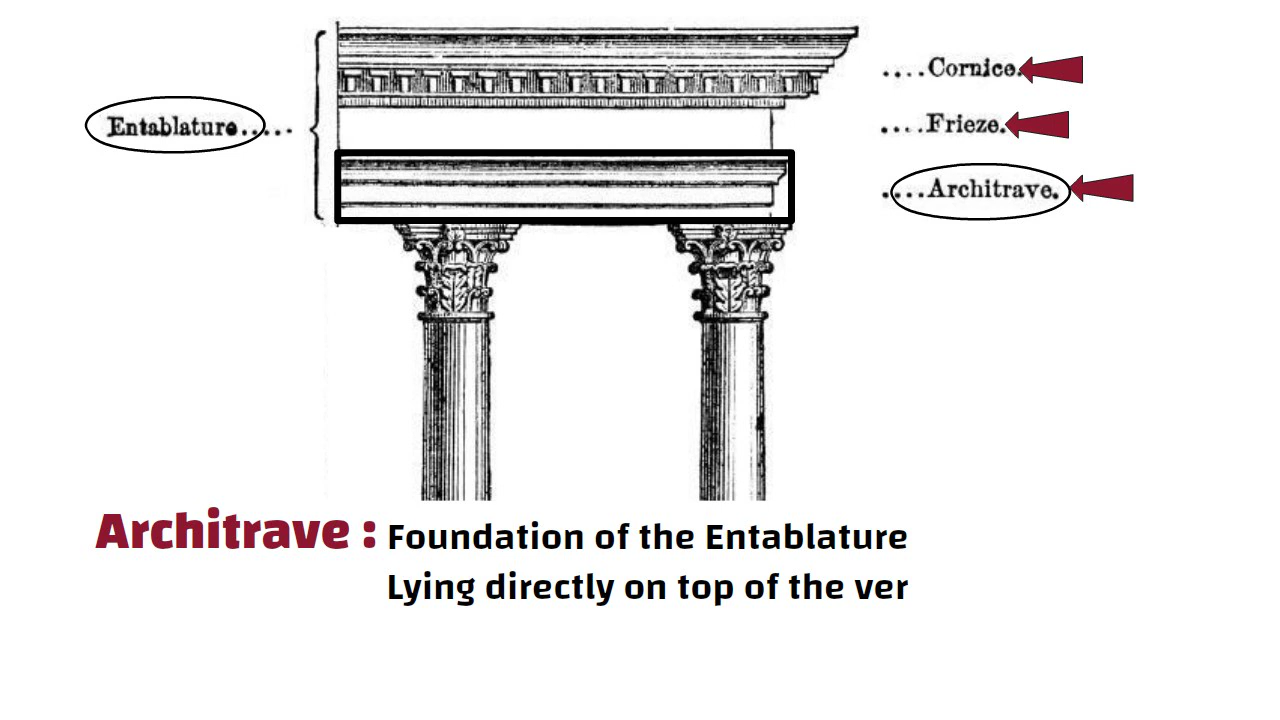 ....Cornice.
Entablature.....
....Frieze.
....Architrave.
Architrave : Foundation of the Entablature
Lying directly on top of the ver